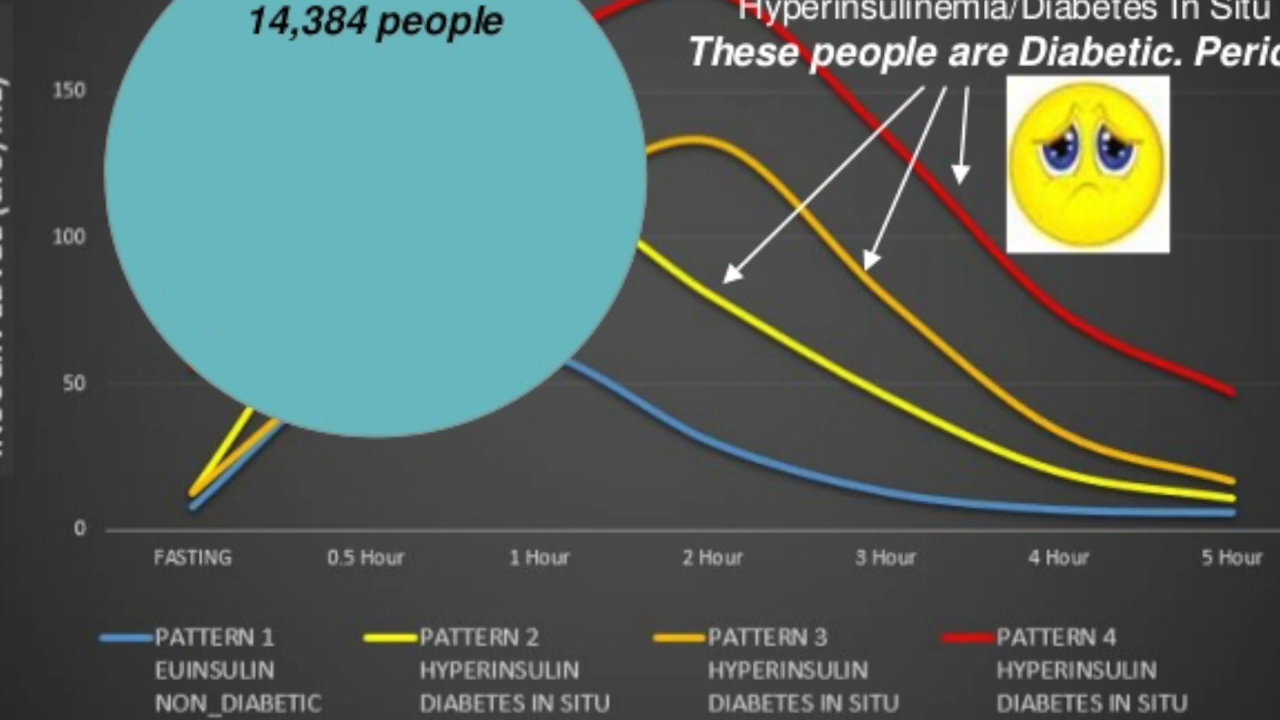 14,384 people
Hyperinsulinemia/Diabetes In Situ
These people are Diabetic. Perio
150
100
50
0
FASTING 0.5 Hour 1 Hour 2 Hour 3 Hour 4 Hour 5 Hour
PATTERN 1 PATTERN 2 PATTERN 3 PATTERN 4
EUINSULIN HYPERINSULIN HYPERINSULIN HYPERINSULIN
NON_DIABETIC DIABETES IN SITU DIABETES IN SITU DIABETES IN SITU